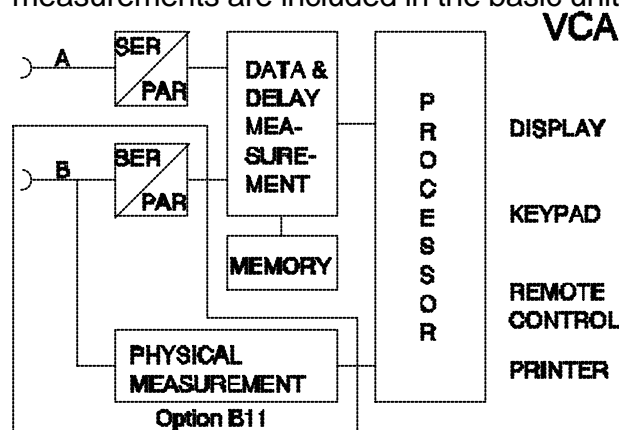 measurements are included in the basic unit
VCA
A
SER
PAR
DATA &
DELAY
MEA-
SURE-
MENT
B
SER
PAR
MEMORY
PHYSICAL
MEASUREMENT
Option B11
PROCESSOR
DISPLAY
KEYPAD
REMOTE
CONTROL
PRINTER